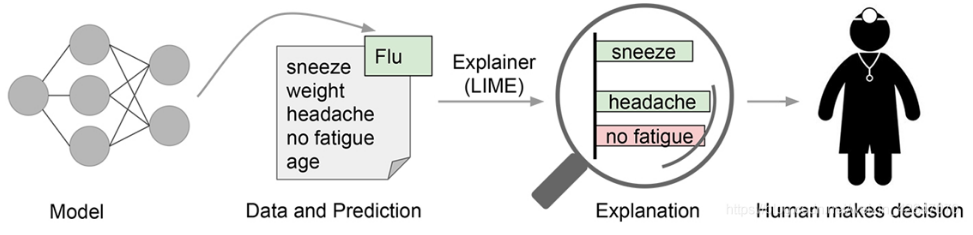 Flu
sneeze
weight
headache
no fatigue
age
Explainer
(LIME)
sneeze
headache
no fatigue
Model
Data and Prediction
Explanation
Human makes decision